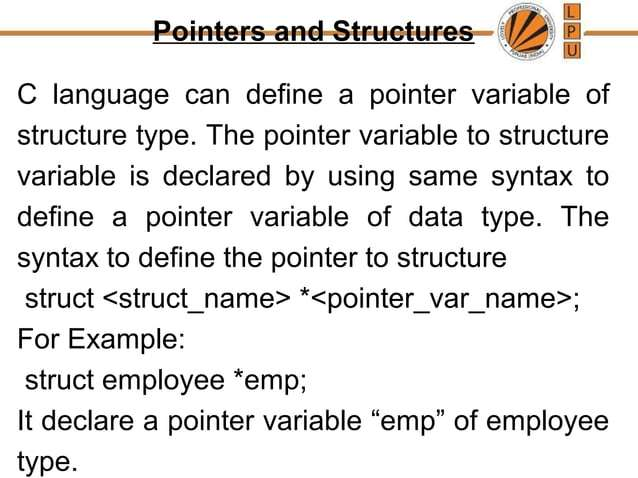 Pointers and Structures
L
P
U
C language can define a pointer variable of
structure type. The pointer variable to structure
variable is declared by using same syntax to
define a pointer variable of data type. The
syntax to define the pointer to structure
struct <struct_name> *<pointer_var_name>;
For Example:
struct employee *emp;
It declare a pointer variable “emp” of employee
type.